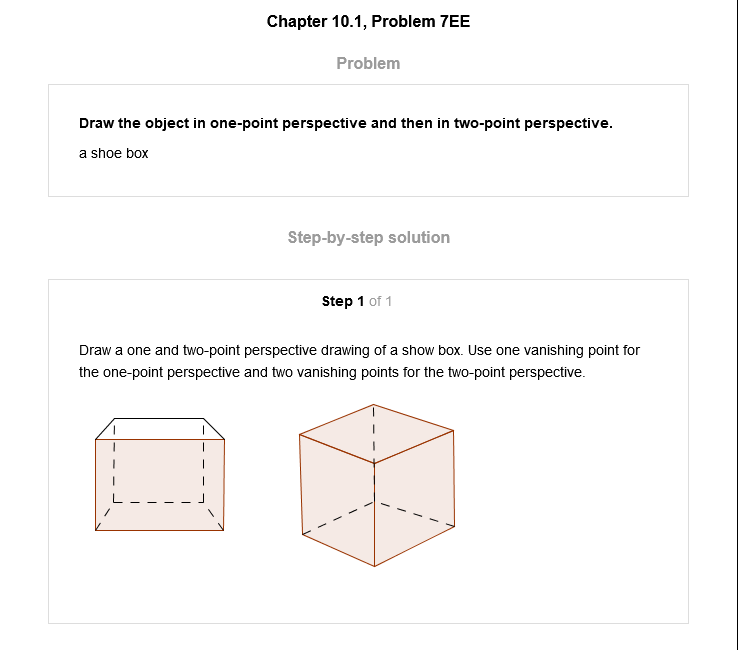 Chapter 10.1, Problem 7EE
Problem
Draw the object in one-point perspective and then in two-point perspective.
a shoe box
Step-by-step solution
Step 1 of 1
Draw a one and two-point perspective drawing of a show box. Use one vanishing point for
the one-point perspective and two vanishing points for the two-point perspective.